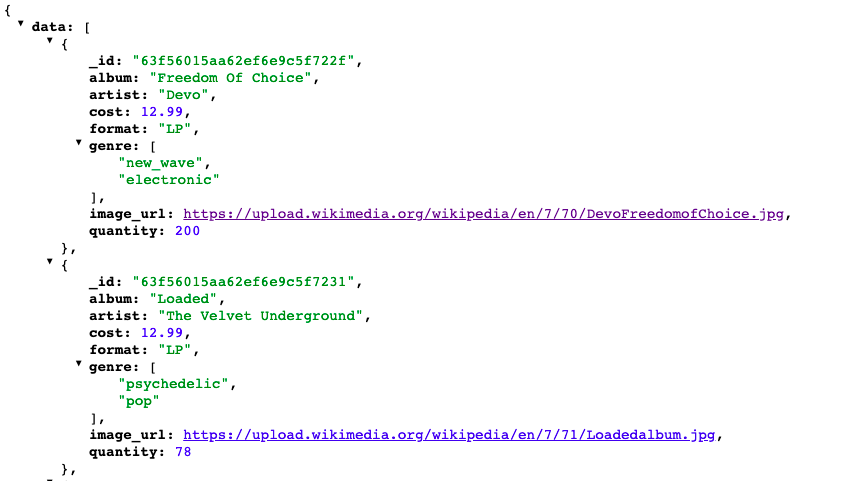 {
data: [
{
_id: "63f56015aa62ef6e9c5f722f",
album: "Freedom Of Choice",
artist: "Devo",
cost: 12.99,
format: "LP",
genre: [
"new_wave",
"electronic"
],
image_url: https://upload.wikimedia.org/wikipedia/en/7/70/DevoFreedomofChoice.jpg,
quantity: 200
},
{
_id: "63f56015aa62ef6e9c5f7231",
album: "Loaded",
artist: "The Velvet Underground",
cost: 12.99,
format: "LP",
genre: [
"psychedelic",
"pop"
],
image_url: https://upload.wikimedia.org/wikipedia/en/7/71/Loadedalbum.jpg,
quantity: 78
},